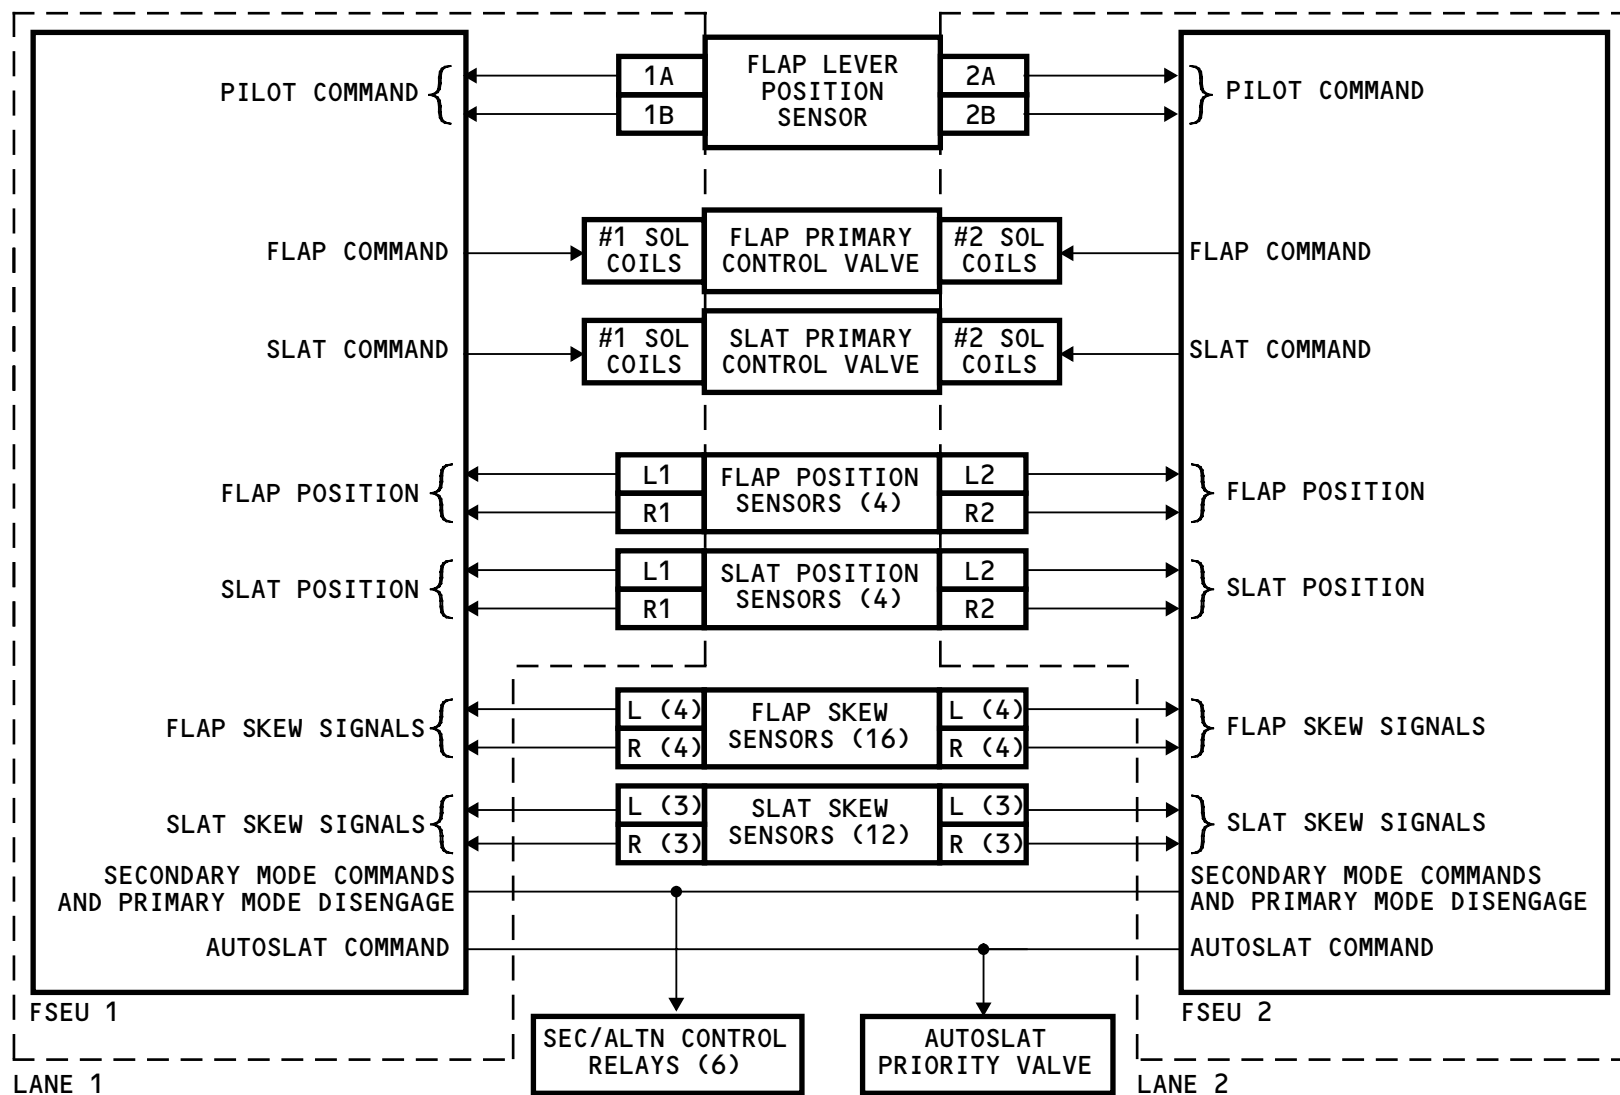 PILOT COMMAND
1A
1B
FLAP LEVER
POSITION
SENSOR
2A
2B
PILOT COMMAND
FLAP COMMAND
#1 SOL
COILS
FLAP PRIMARY
CONTROL VALVE
#2 SOL
COILS
FLAP COMMAND
SLAT COMMAND
#1 SOL
COILS
SLAT PRIMARY
CONTROL VALVE
#2 SOL
COILS
SLAT COMMAND
FLAP POSITION
L1
R1
FLAP POSITION
SENSORS (4)
L2
R2
FLAP POSITION
SLAT POSITION
L1
R1
SLAT POSITION
SENSORS (4)
L2
R2
SLAT POSITION
FLAP SKEW SIGNALS
L (4)
R (4)
FLAP SKEW
SENSORS (16)
L (4)
R (4)
FLAP SKEW SIGNALS
SLAT SKEW SIGNALS
L (3)
R (3)
SLAT SKEW
SENSORS (12)
L (3)
R (3)
SLAT SKEW SIGNALS
SECONDARY MODE COMMANDS
AND PRIMARY MODE DISENGAGE
SECONDARY MODE COMMANDS
AND PRIMARY MODE DISENGAGE
AUTOSLAT COMMAND
AUTOSLAT COMMAND
FSEU 1
FSEU 2
SEC/ALTN CONTROL
RELAYS (6)
AUTOSLAT
PRIORITY VALVE
LANE 1
LANE 2